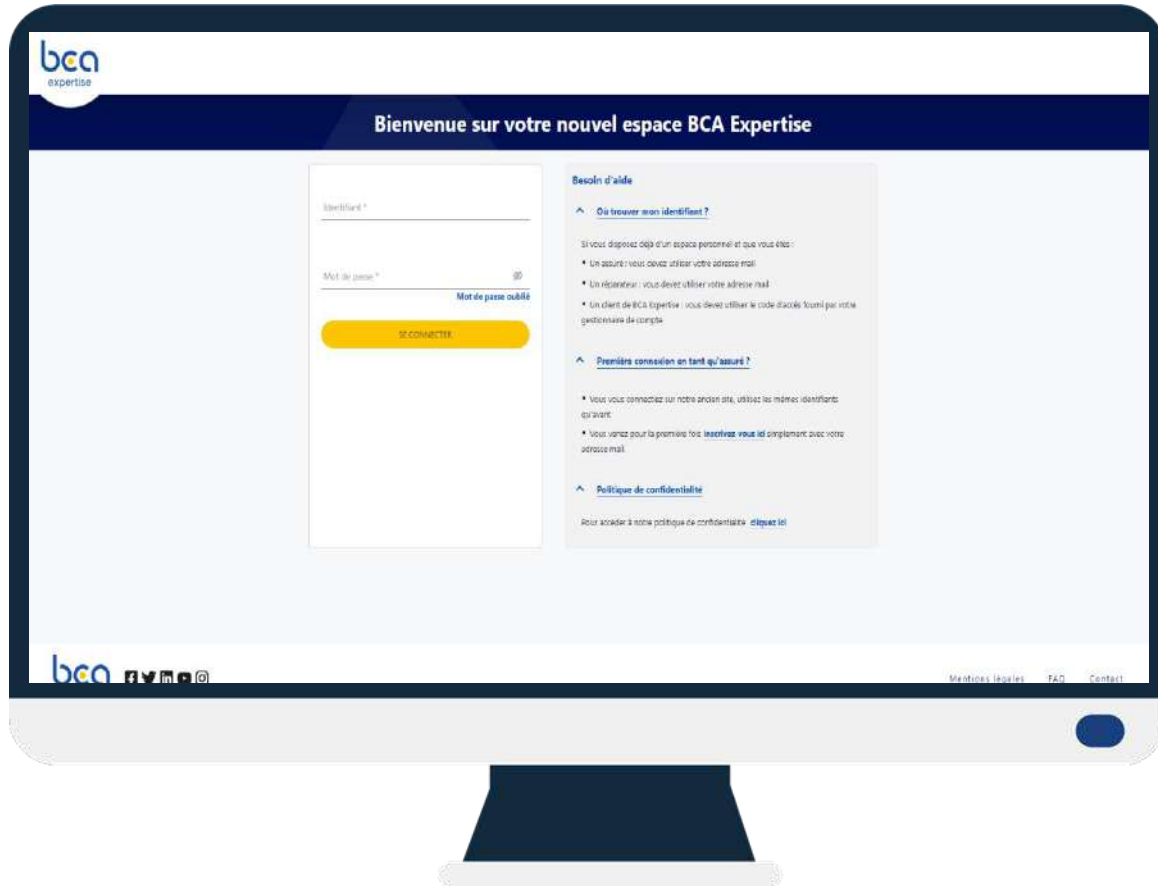 bca
expertise
Bienvenue sur votre nouvel espace BCA Expertise
Identifiant *
Mot de passe *
Mot de passe oublié
SE CONNECTER
Besoin d'aide
Où trouver mon identifiant ?
Si vous disposez déjà d'un espace personnel et que vous êtes :
• Un assuré : vous devez utiliser votre adresse mail
• Un réparateur : vous devez utiliser votre adresse mail
• Un client de BCA Expertise : vous devez utiliser le code d'accès fourni par votre
gestionnaire de compte
Première connexion en tant qu'assuré ?
• Vous vous connectiez sur notre ancien site, utilisez les mêmes identifiants
qu'avant
• Vous venez pour la première fois, inscrivez-vous ici simplement avec votre
adresse mail
Politique de confidentialité
Pour accéder à notre politique de confidentialité cliquez ici
bca
Mentions légales FAQ Contact